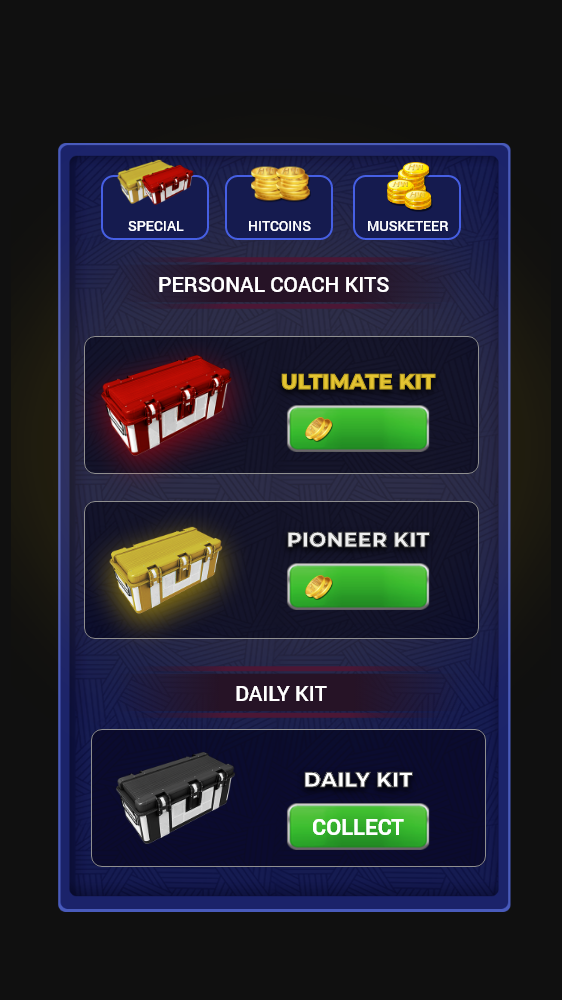 SPECIAL
HITCOINS
MUSKETEER
PERSONAL COACH KITS
ULTIMATE KIT
PIONEER KIT
DAILY KIT
DAILY KIT
COLLECT